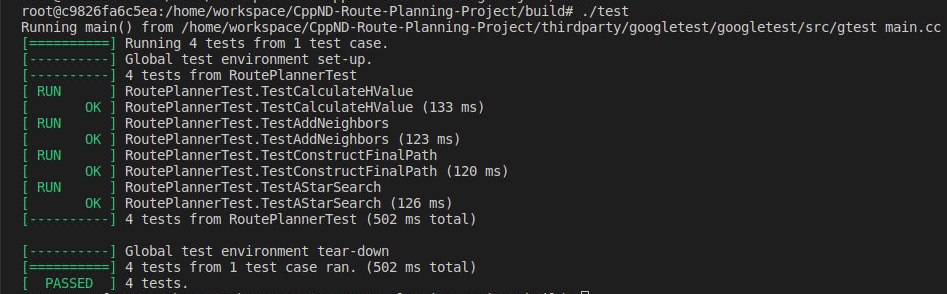 root@c9826fa6c5ea:/home/workspace/CppND-Route-Planning-Project/build# ./test
Running main() from /home/workspace/CppND-Route-Planning-Project/thirdparty/googletest/googletest/src/gtest_main.cc
[==========] Running 4 tests from 1 test case.
[----------] Global test environment set-up.
[----------] 4 tests from RoutePlannerTest
[ RUN      ] RoutePlannerTest.TestCalculateHValue
[       OK ] RoutePlannerTest.TestCalculateHValue (133 ms)
[ RUN      ] RoutePlannerTest.TestAddNeighbors
[       OK ] RoutePlannerTest.TestAddNeighbors (123 ms)
[ RUN      ] RoutePlannerTest.TestConstructFinalPath
[       OK ] RoutePlannerTest.TestConstructFinalPath (120 ms)
[ RUN      ] RoutePlannerTest.TestAStarSearch
[       OK ] RoutePlannerTest.TestAStarSearch (126 ms)
[----------] 4 tests from RoutePlannerTest (502 ms total)
[----------] Global test environment tear-down
[==========] 4 tests from 1 test case ran. (502 ms total)
[  PASSED  ] 4 tests.